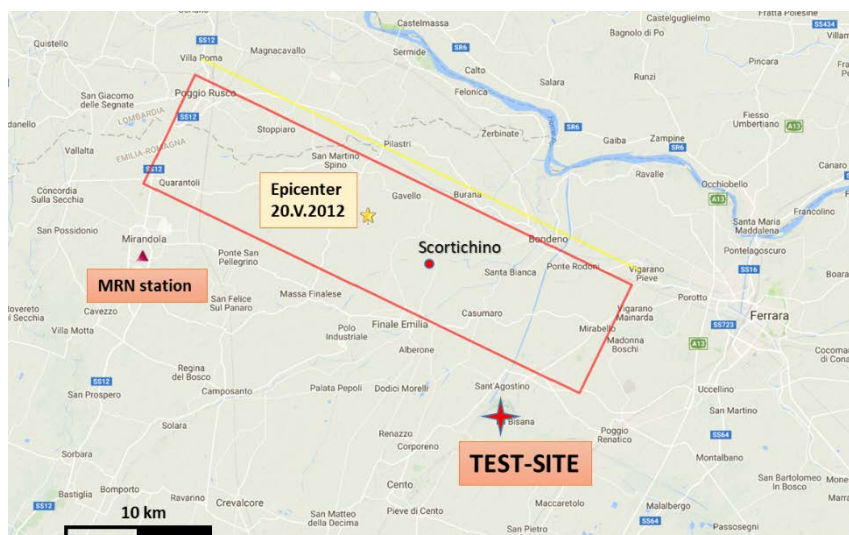 Castelmassa
Castelguglielmo
Fratta Polesine
SS434
SS12
Bagnolo di Po
Quistello
Magnacavallo
Sermide
SR6
Villa Poma
Calto
Salara
Runzi
Pincara
San Giacomo
delle Segnate
Poggio Rusco
Felonica
LOMBARDIA
SS12
Fiesso
Umbertiano
A13
Stoppiaro
Zerbinate
SR6
Vallalta
EMILIA-ROMAGNA
Pilastri
Gaiba
Zampine
SR6
San Martino
Spino
Canaro
SS16
SS12
Quarantoli
Ravalle
Concordia
Sulla Secchia
Epicenter
20.V.2012
Gavello
Burana
Occhiobello
A13
Francolino
San Possidonio
Santa Maria
Maddalena
Mirandola
Scortichino
Bondeno
Pontelagoscuro
Ponte San
Pellegrino
Santa Bianca
Ponte Rodoni
Vigarano
Pieve
SS16
Boara
MRN station
Massa Finalese
Porotto
Rovereto
sul Secchia
Cavezzo
San Felice
Sul Panaro
Casumaro
Vigarano
Mainarda
Ferrara
Villa Motta
Polo
Industriale
Finale Emilia
Mirabello
SS723
A13
Madonna
Boschi
Alberone
Regina
del Bosco
SS12
San Prospero
Camposanto
Palata Pepoli
Dodici Morelli
Sant'Agostino
Uccellino
San Martino
Bisana
Solara
Renazzo
Poggio
Renatico
SS64
Corporeno
Sorbara
TEST-SITE
Montalbano
Cento
San Bartolomeo
In Bosco
Bastiglia
Bomporto
Ravarino
Crevalcore
Maccaretolo
Malalbergo
SS12
10 km
San Matteo
della Decima
Pieve di Cento
SS64
San Pietro
Passosegni